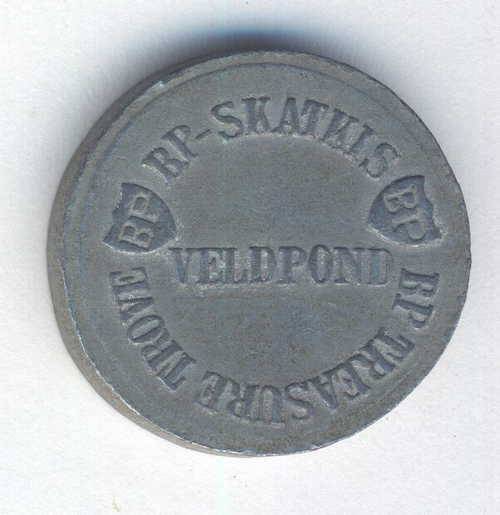 BP-SKATKIS
BP
BP
VELDPOND
BP TREASURE TROVE